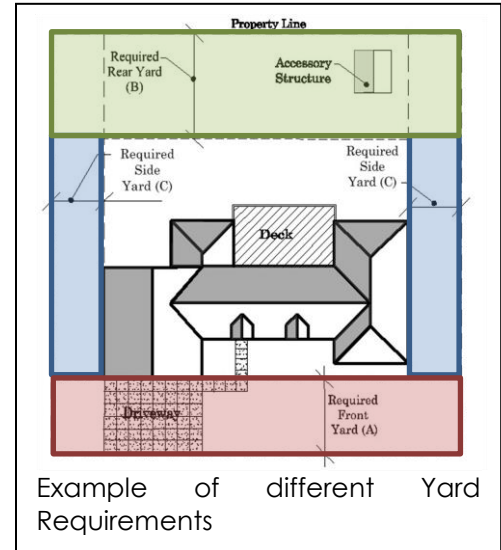 Property Line
Required
Rear Yard
(B)
Accessory
Structure
Required
Side
Yard (C)
Required
Side
Yard (C)
Deck
Driveway
Required
Front
Yard (A)
Example of different Yard
Requirements